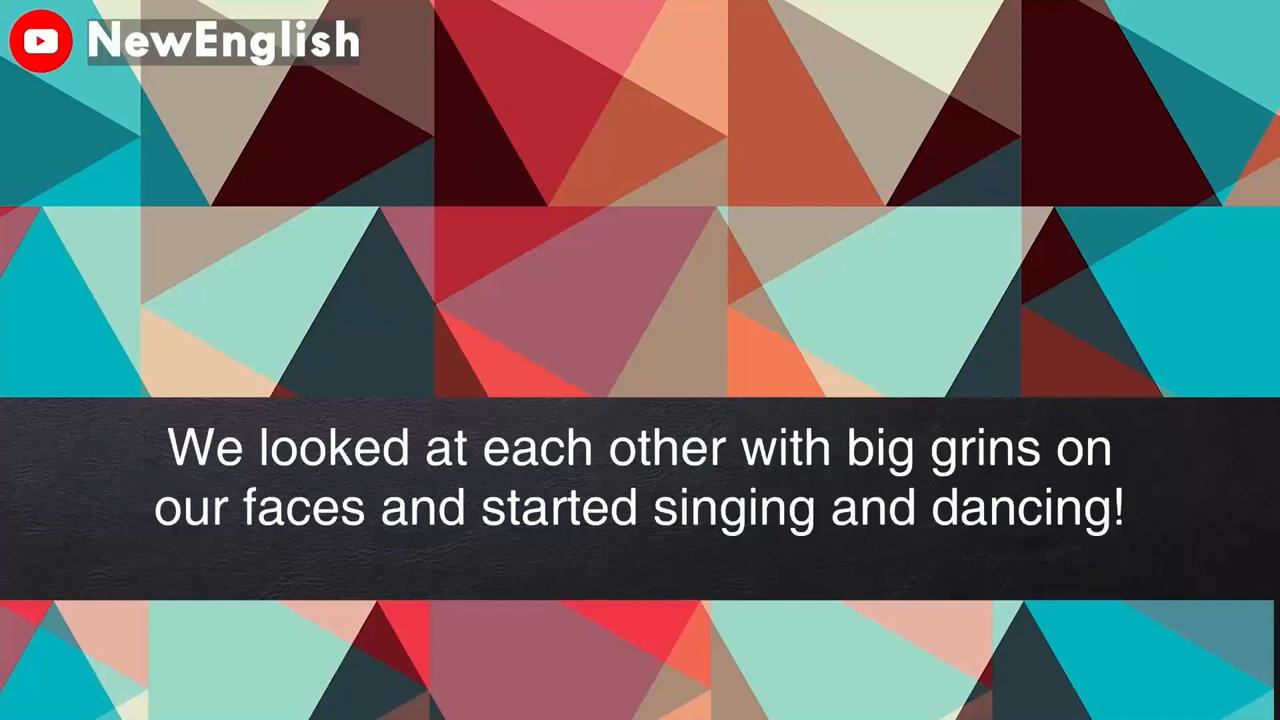 NewEnglish
We looked at each other with big grins on
our faces and started singing and dancing!